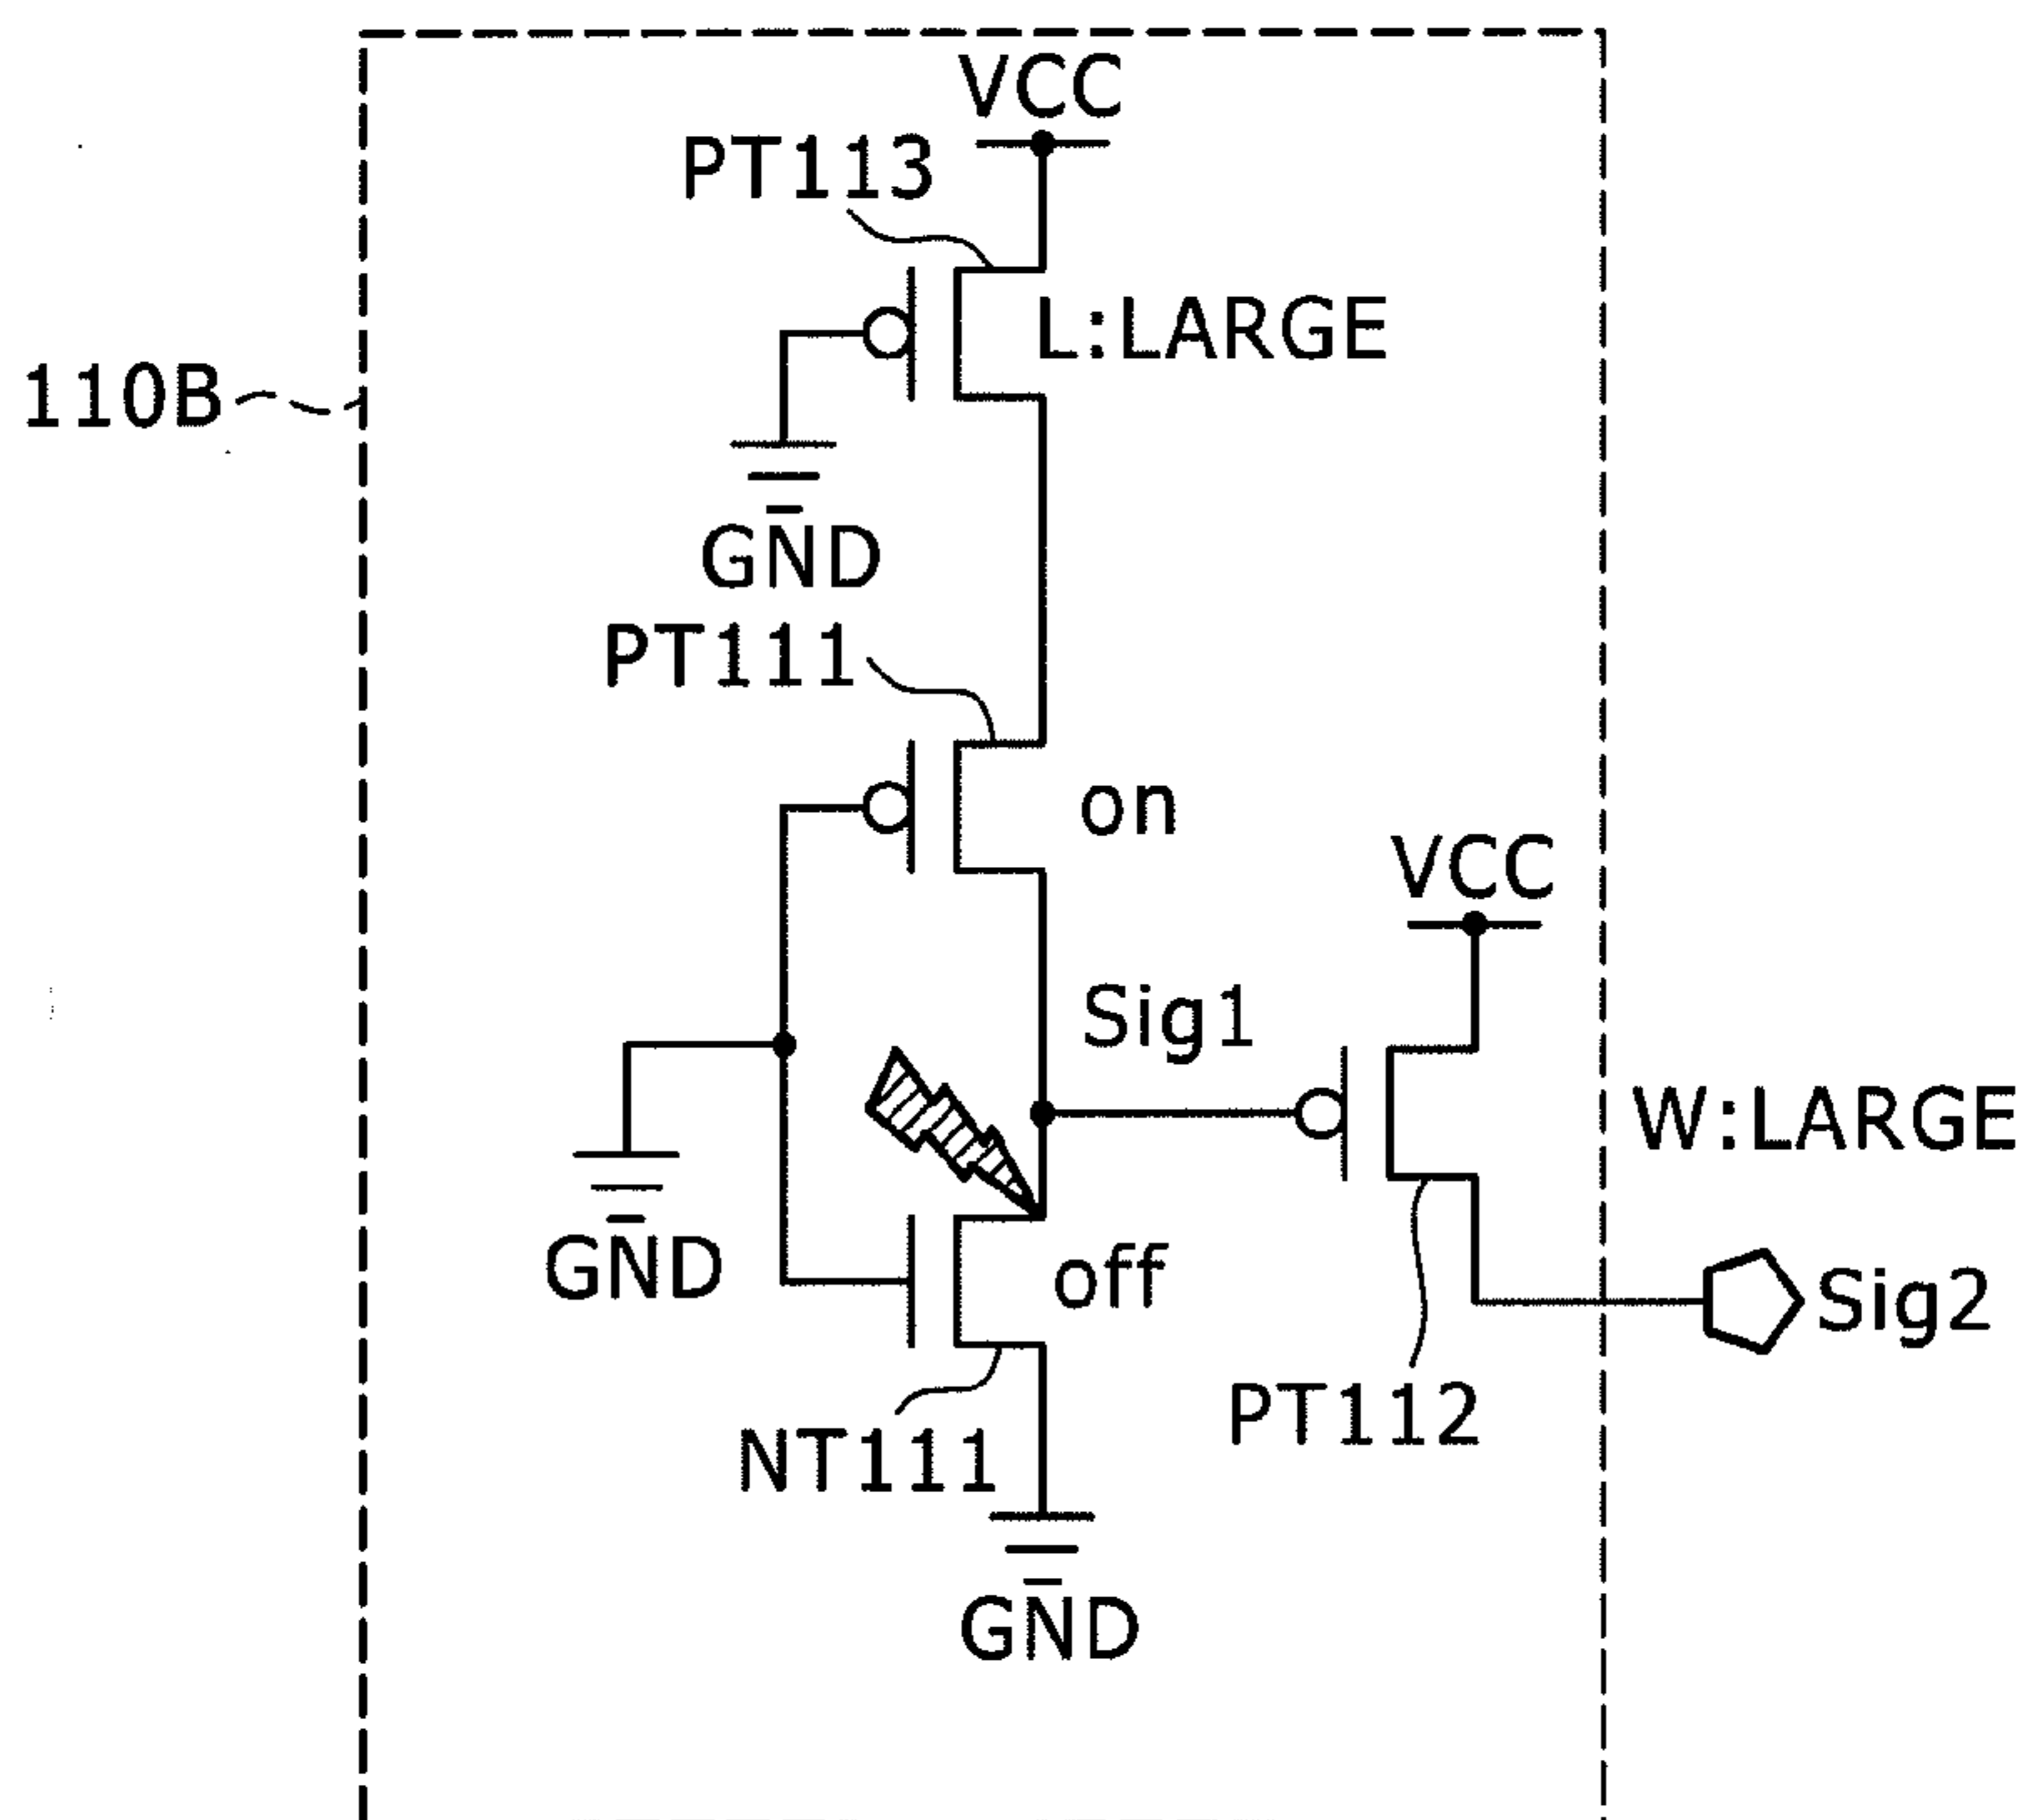 VCC
PT113
L:LARGE
110B
GND
PT111
on
VCC
Sig1
W:LARGE
GND
off
Sig2
PT112
NT111
GND